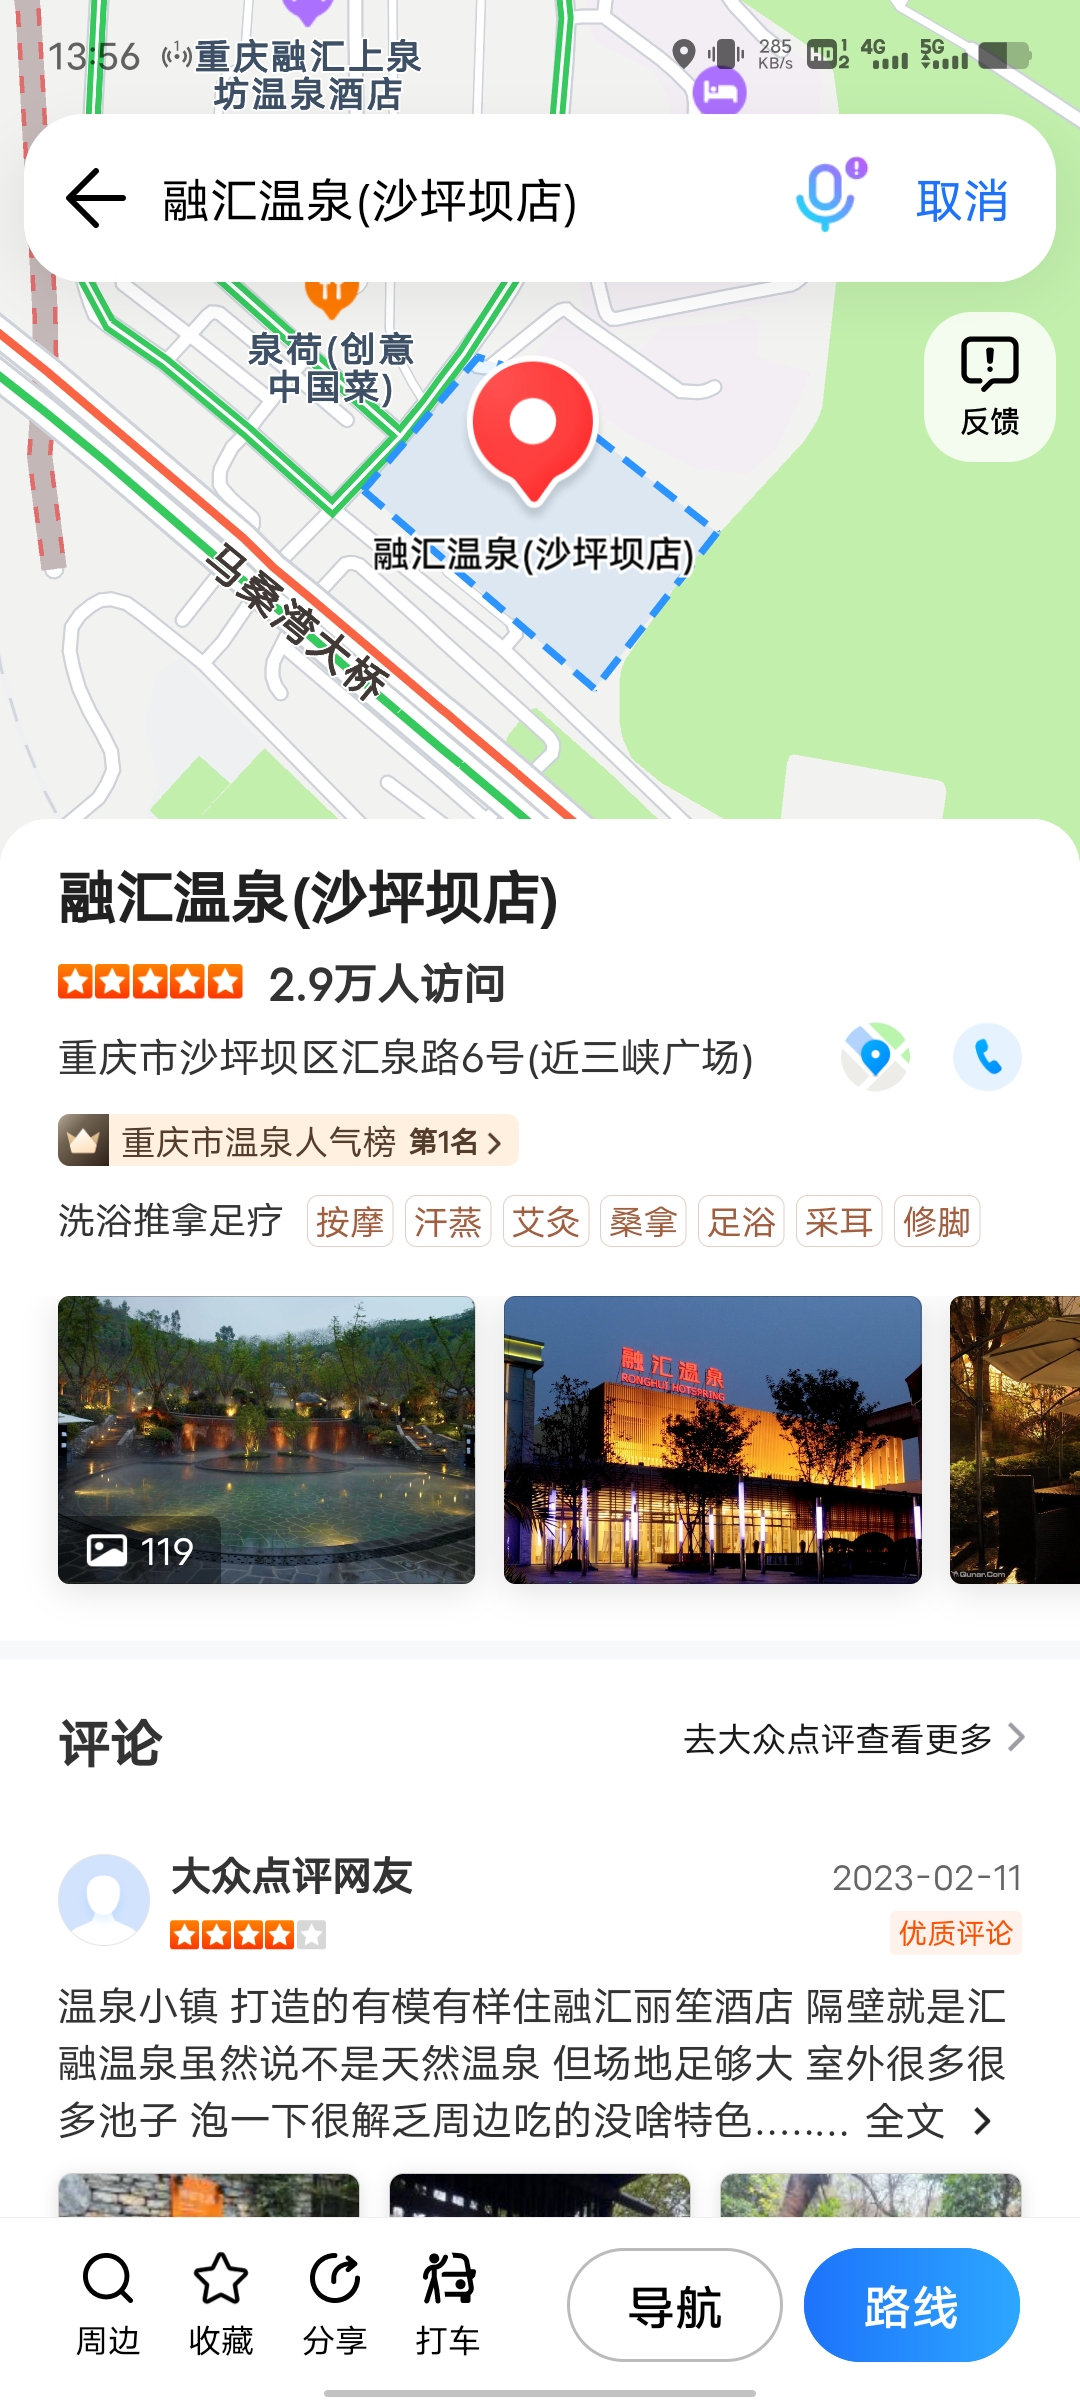 13:56
285
KB/s
HD
1
2
4G
5G
重庆融汇上泉
坊温泉酒店
融汇温泉(沙坪坝店)
取消
泉荷(创意
中国菜)
反馈
融汇温泉(沙坪坝店)
马桑湾大桥
融汇温泉(沙坪坝店)
2.9万人访问
重庆市沙坪坝区汇泉路6号(近三峡广场)
重庆市温泉人气榜 第1名
洗浴推拿足疗 按摩 汗蒸 艾灸 桑拿 足浴 采耳 修脚
119
融汇温泉
RONGHUI HOTSPRING
Qunar.Com
评论
去大众点评查看更多
大众点评网友
2023-02-11
优质评论
温泉小镇 打造的有模有样住融汇丽笙酒店 隔壁就是汇
融温泉虽然说不是天然温泉 但场地足够大 室外很多很
多池子 泡一下很解乏周边吃的没啥特色........ 全文
周边
收藏
分享
打车
导航
路线